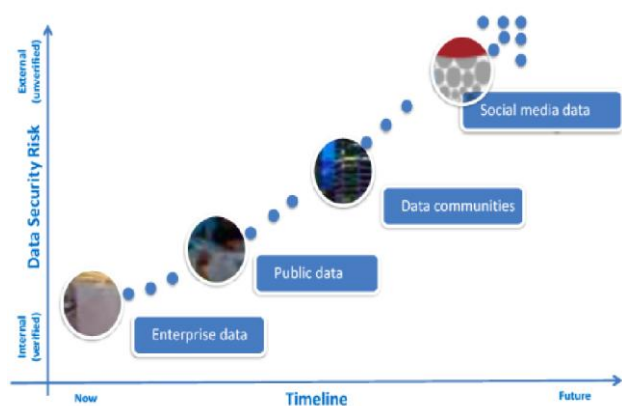 External
(unverified)
Social media data
Data Security Risk
Data communities
Public data
Internal
(verified)
Enterprise data
Now
Timeline
Future